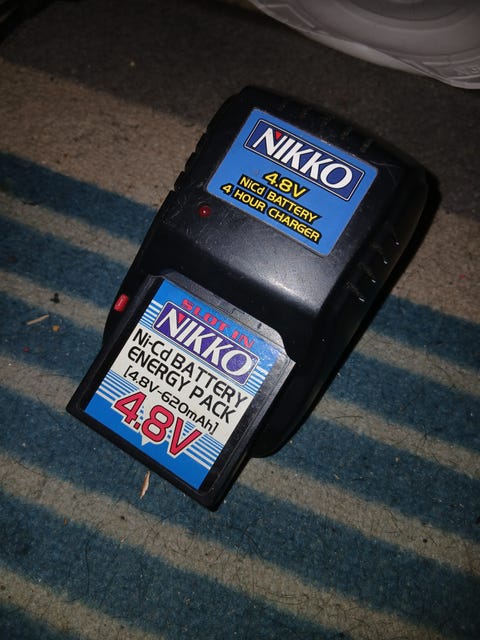 NIKKO
4.8V
NiCd BATTERY
4 HOUR CHARGER
SLOT IN
NIKKO
Ni-Cd BATTERY
ENERGY PACK
[4.8V-620mAh]
4.8V